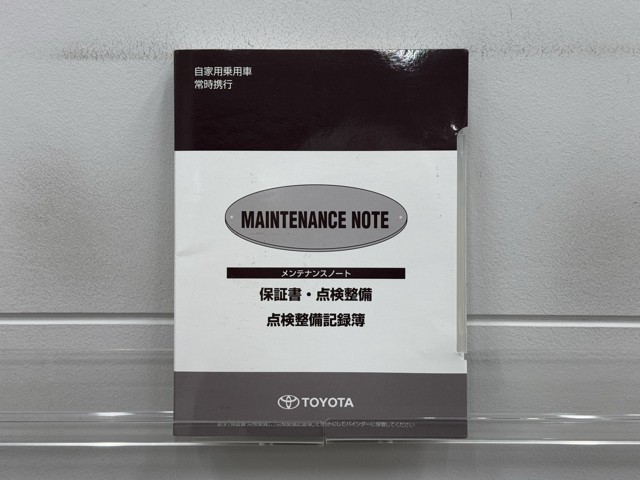 自家用乗用車
常時携行
MAINTENANCE NOTE
メンテナンスノート
保証書・点検整備
点検整備記録簿
TOYOTA